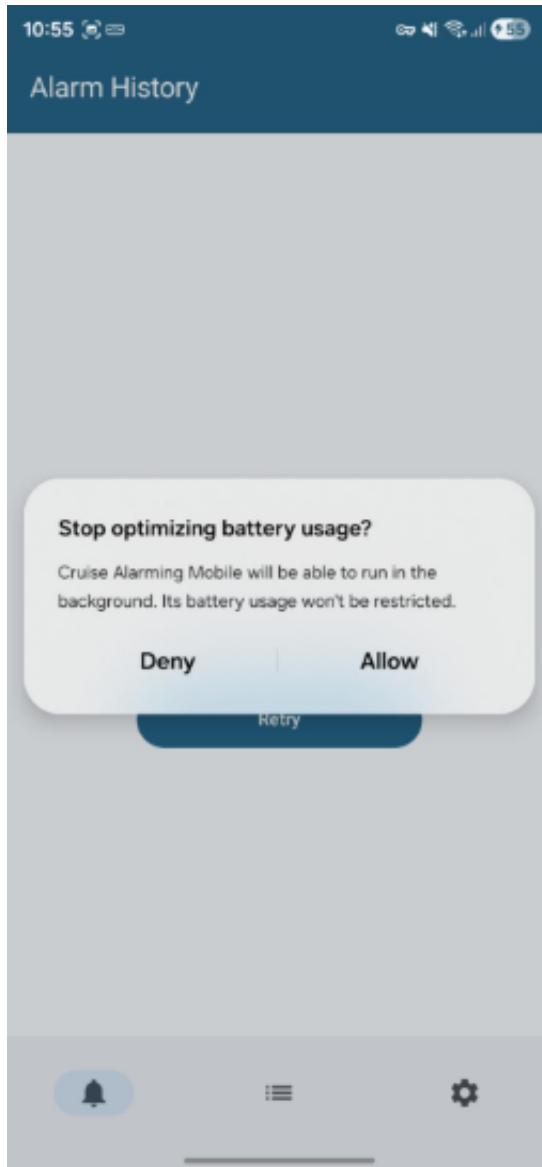 10:55
55
Alarm History
Stop optimizing battery usage?
Cruise Alarming Mobile will be able to run in the
background. Its battery usage won't be restricted.
Deny
Allow
Retry